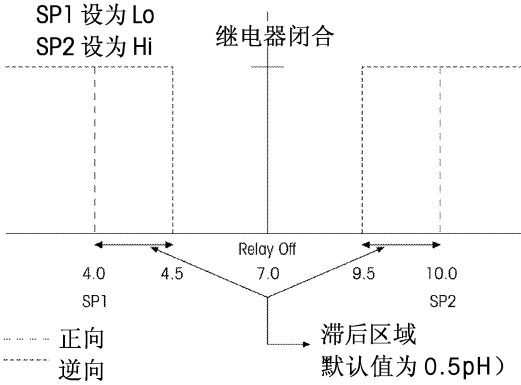 SP1 设为 Lo
SP2 设为 Hi
继电器闭合
Relay Off
4.0 4.5 7.0 9.5 10.0
SP1 SP2
正向
逆向
滞后区域
默认值为 0.5pH）